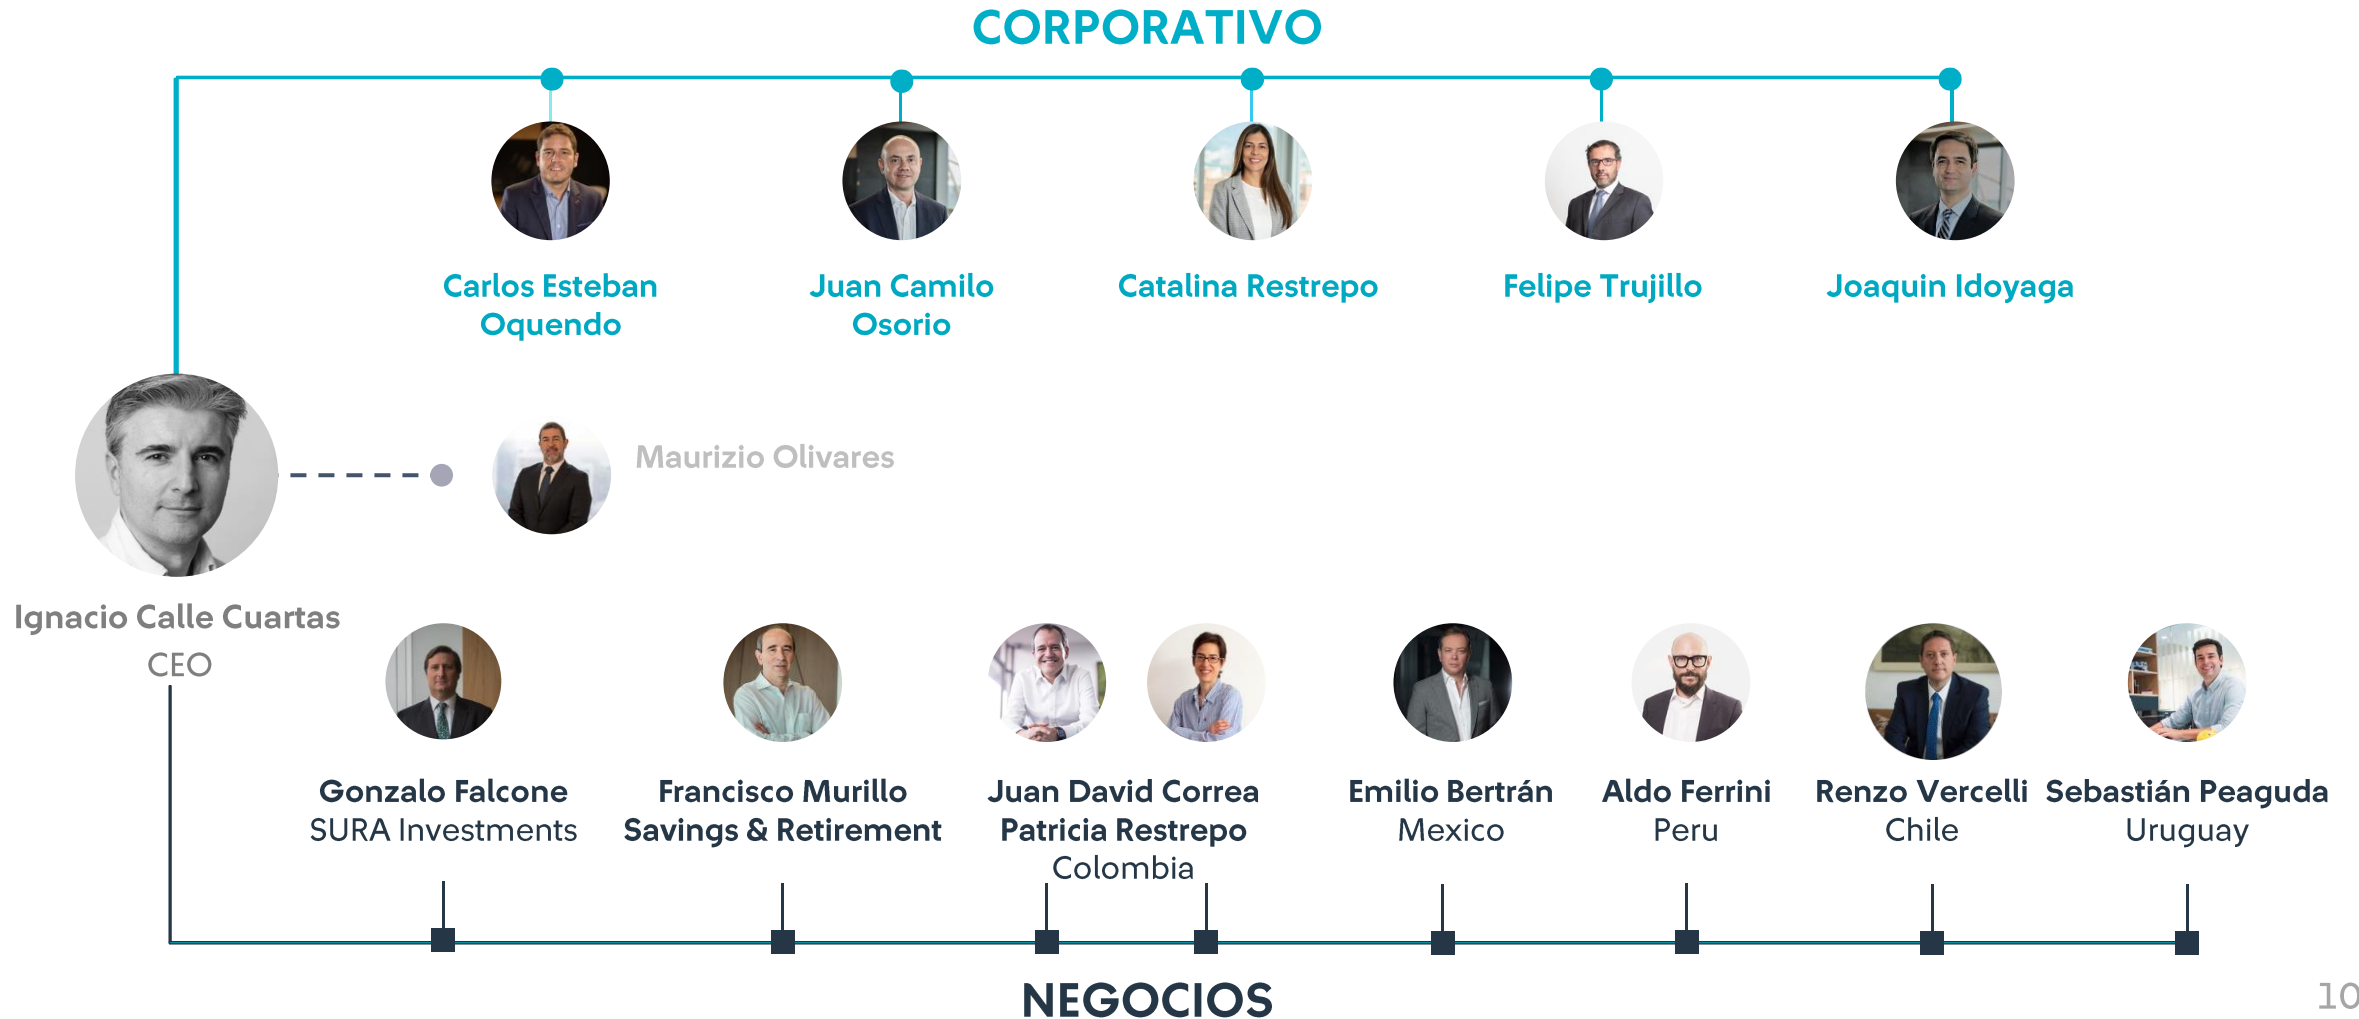 CORPORATIVO
Carlos Esteban
Oquendo
Juan Camilo
Osorio
Catalina Restrepo
Felipe Trujillo
Joaquin Idoyaga
Maurizio Olivares
Ignacio Calle Cuartas
CEO
Gonzalo Falcone
SURA Investments
Francisco Murillo
Savings & Retirement
Juan David Correa
Patricia Restrepo
Colombia
Emilio Bertrán
Mexico
Aldo Ferrini
Peru
Renzo Vercelli
Chile
Sebastián Peaguda
Uruguay
NEGOCIOS
10